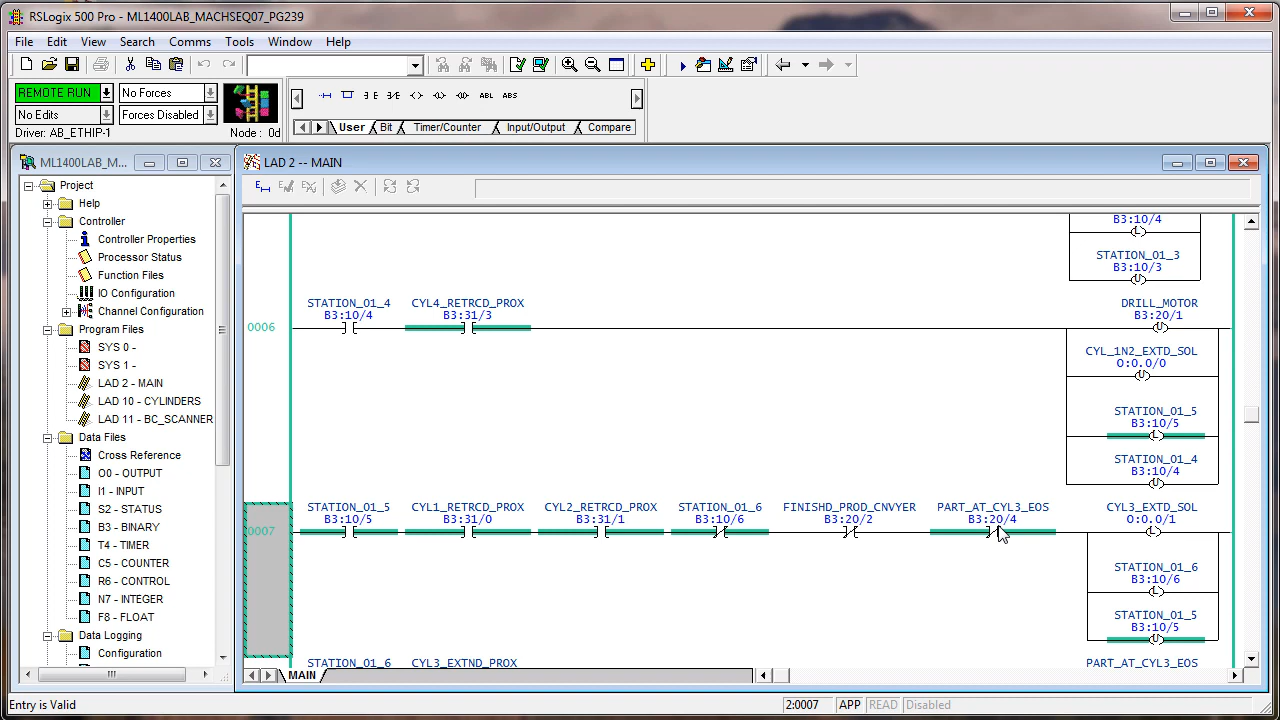 RSLogix 500 Pro - ML1400LAB_MACHSEQ07_PG239
File Edit View Search Comms Tools Window Help
REMOTE RUN No Forces
No Edits Forces Disabled
Driver: AB_ETHIP-1 Node : 0d
ABL ABS
User Bit Timer/Counter Input/Output Compare
ML1400LAB_M...
Project
Help
Controller
Controller Properties
Processor Status
Function Files
IO Configuration
Channel Configuration
Program Files
SYS 0 -
SYS 1 -
LAD 2 - MAIN
LAD 10 - CYLINDERS
LAD 11 - BC_SCANNER
Data Files
Cross Reference
O0 - OUTPUT
I1 - INPUT
S2 - STATUS
B3 - BINARY
T4 - TIMER
C5 - COUNTER
R6 - CONTROL
N7 - INTEGER
F8 - FLOAT
Data Logging
Configuration
LAD 2 -- MAIN
B3:10/4
L
STATION_01_3
B3:10/3
U
STATION_01_4 CYL4_RETRCD_PROX DRILL_MOTOR
B3:10/4 B3:31/3 B3:20/1
0006 U
CYL_1N2_EXTD_SOL
O:0.0/0
U
STATION_01_5
B3:10/5
L
STATION_01_4
B3:10/4
U
STATION_01_5 CYL1_RETRCD_PROX CYL2_RETRCD_PROX STATION_01_6 FINISHD_PROD_CNVYER PART_AT_CYL3_EOS CYL3_EXTD_SOL
B3:10/5 B3:31/0 B3:31/1 B3:10/6 B3:20/2 B3:20/4 O:0.0/1
0007 L
STATION_01_6
B3:10/6
L
STATION_01_5
B3:10/5
U
STATION_01_6 CYL3_EXTND_PROX PART_AT_CYL3_EOS
MAIN
Entry is Valid 2:0007 APP READ Disabled